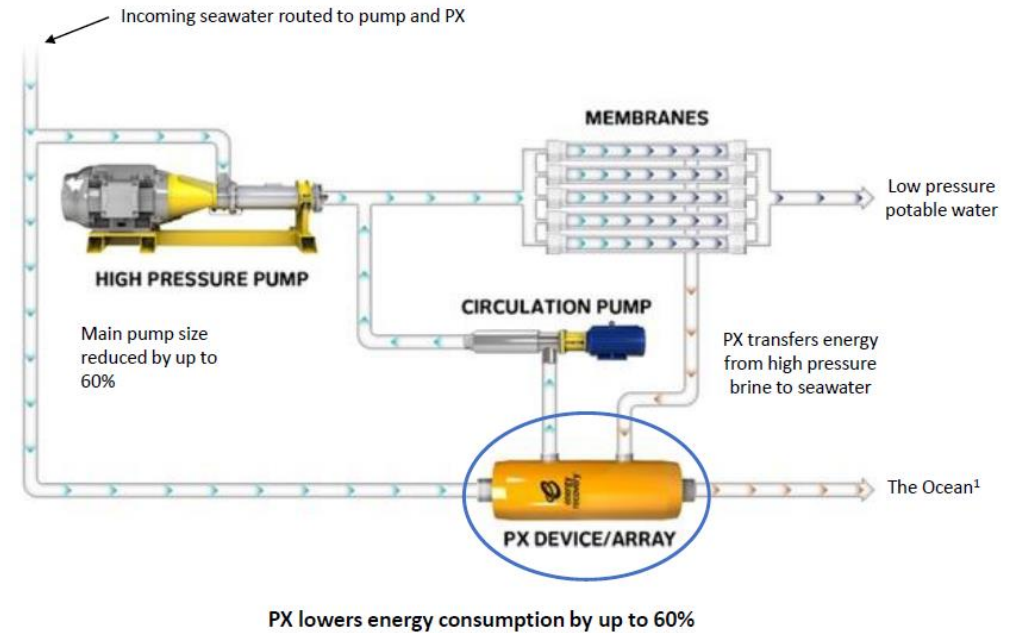 Incoming seawater routed to pump and PX
MEMBRANES
Low pressure
potable water
HIGH PRESSURE PUMP
CIRCULATION PUMP
Main pump size
reduced by up to
60%
PX transfers energy
from high pressure
brine to seawater
energy
recovery
The Ocean¹
PX DEVICE/ARRAY
PX lowers energy consumption by up to 60%